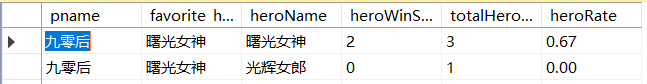 pname favorite_h... heroName heroWinS... totalHero... heroRate
九零后 曙光女神 曙光女神 2 3 0.67
九零后 曙光女神 光辉女郎 0 1 0.00